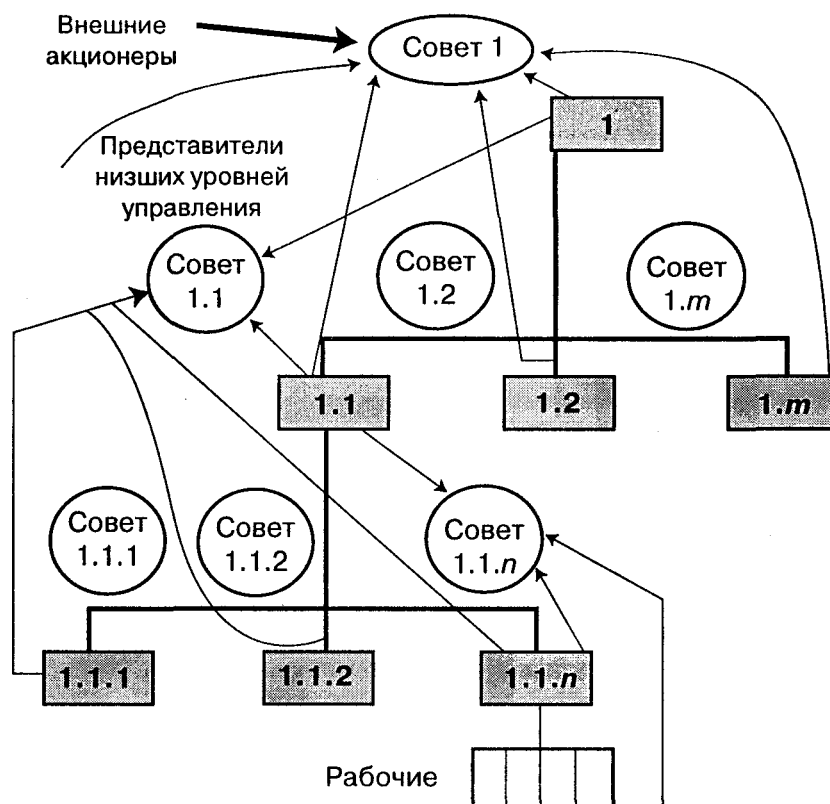 Внешние
акционеры
Совет 1
1
Представители
низших уровней
управления
Совет
1.1
Совет
1.2
Совет
1.m
1.1
1.2
1.m
Совет
1.1.1
Совет
1.1.2
Совет
1.1.n
1.1.1
1.1.2
1.1.n
Рабочие